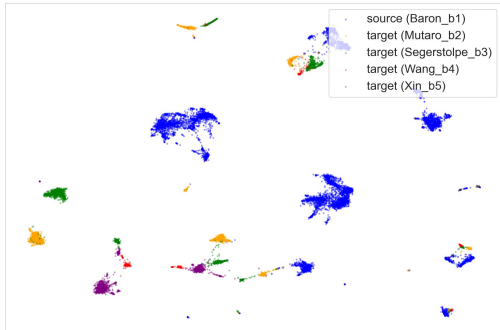 source (Baron_b1)
target (Mutaro_b2)
target (Segerstolpe_b3)
target (Wang_b4)
target (Xin_b5)